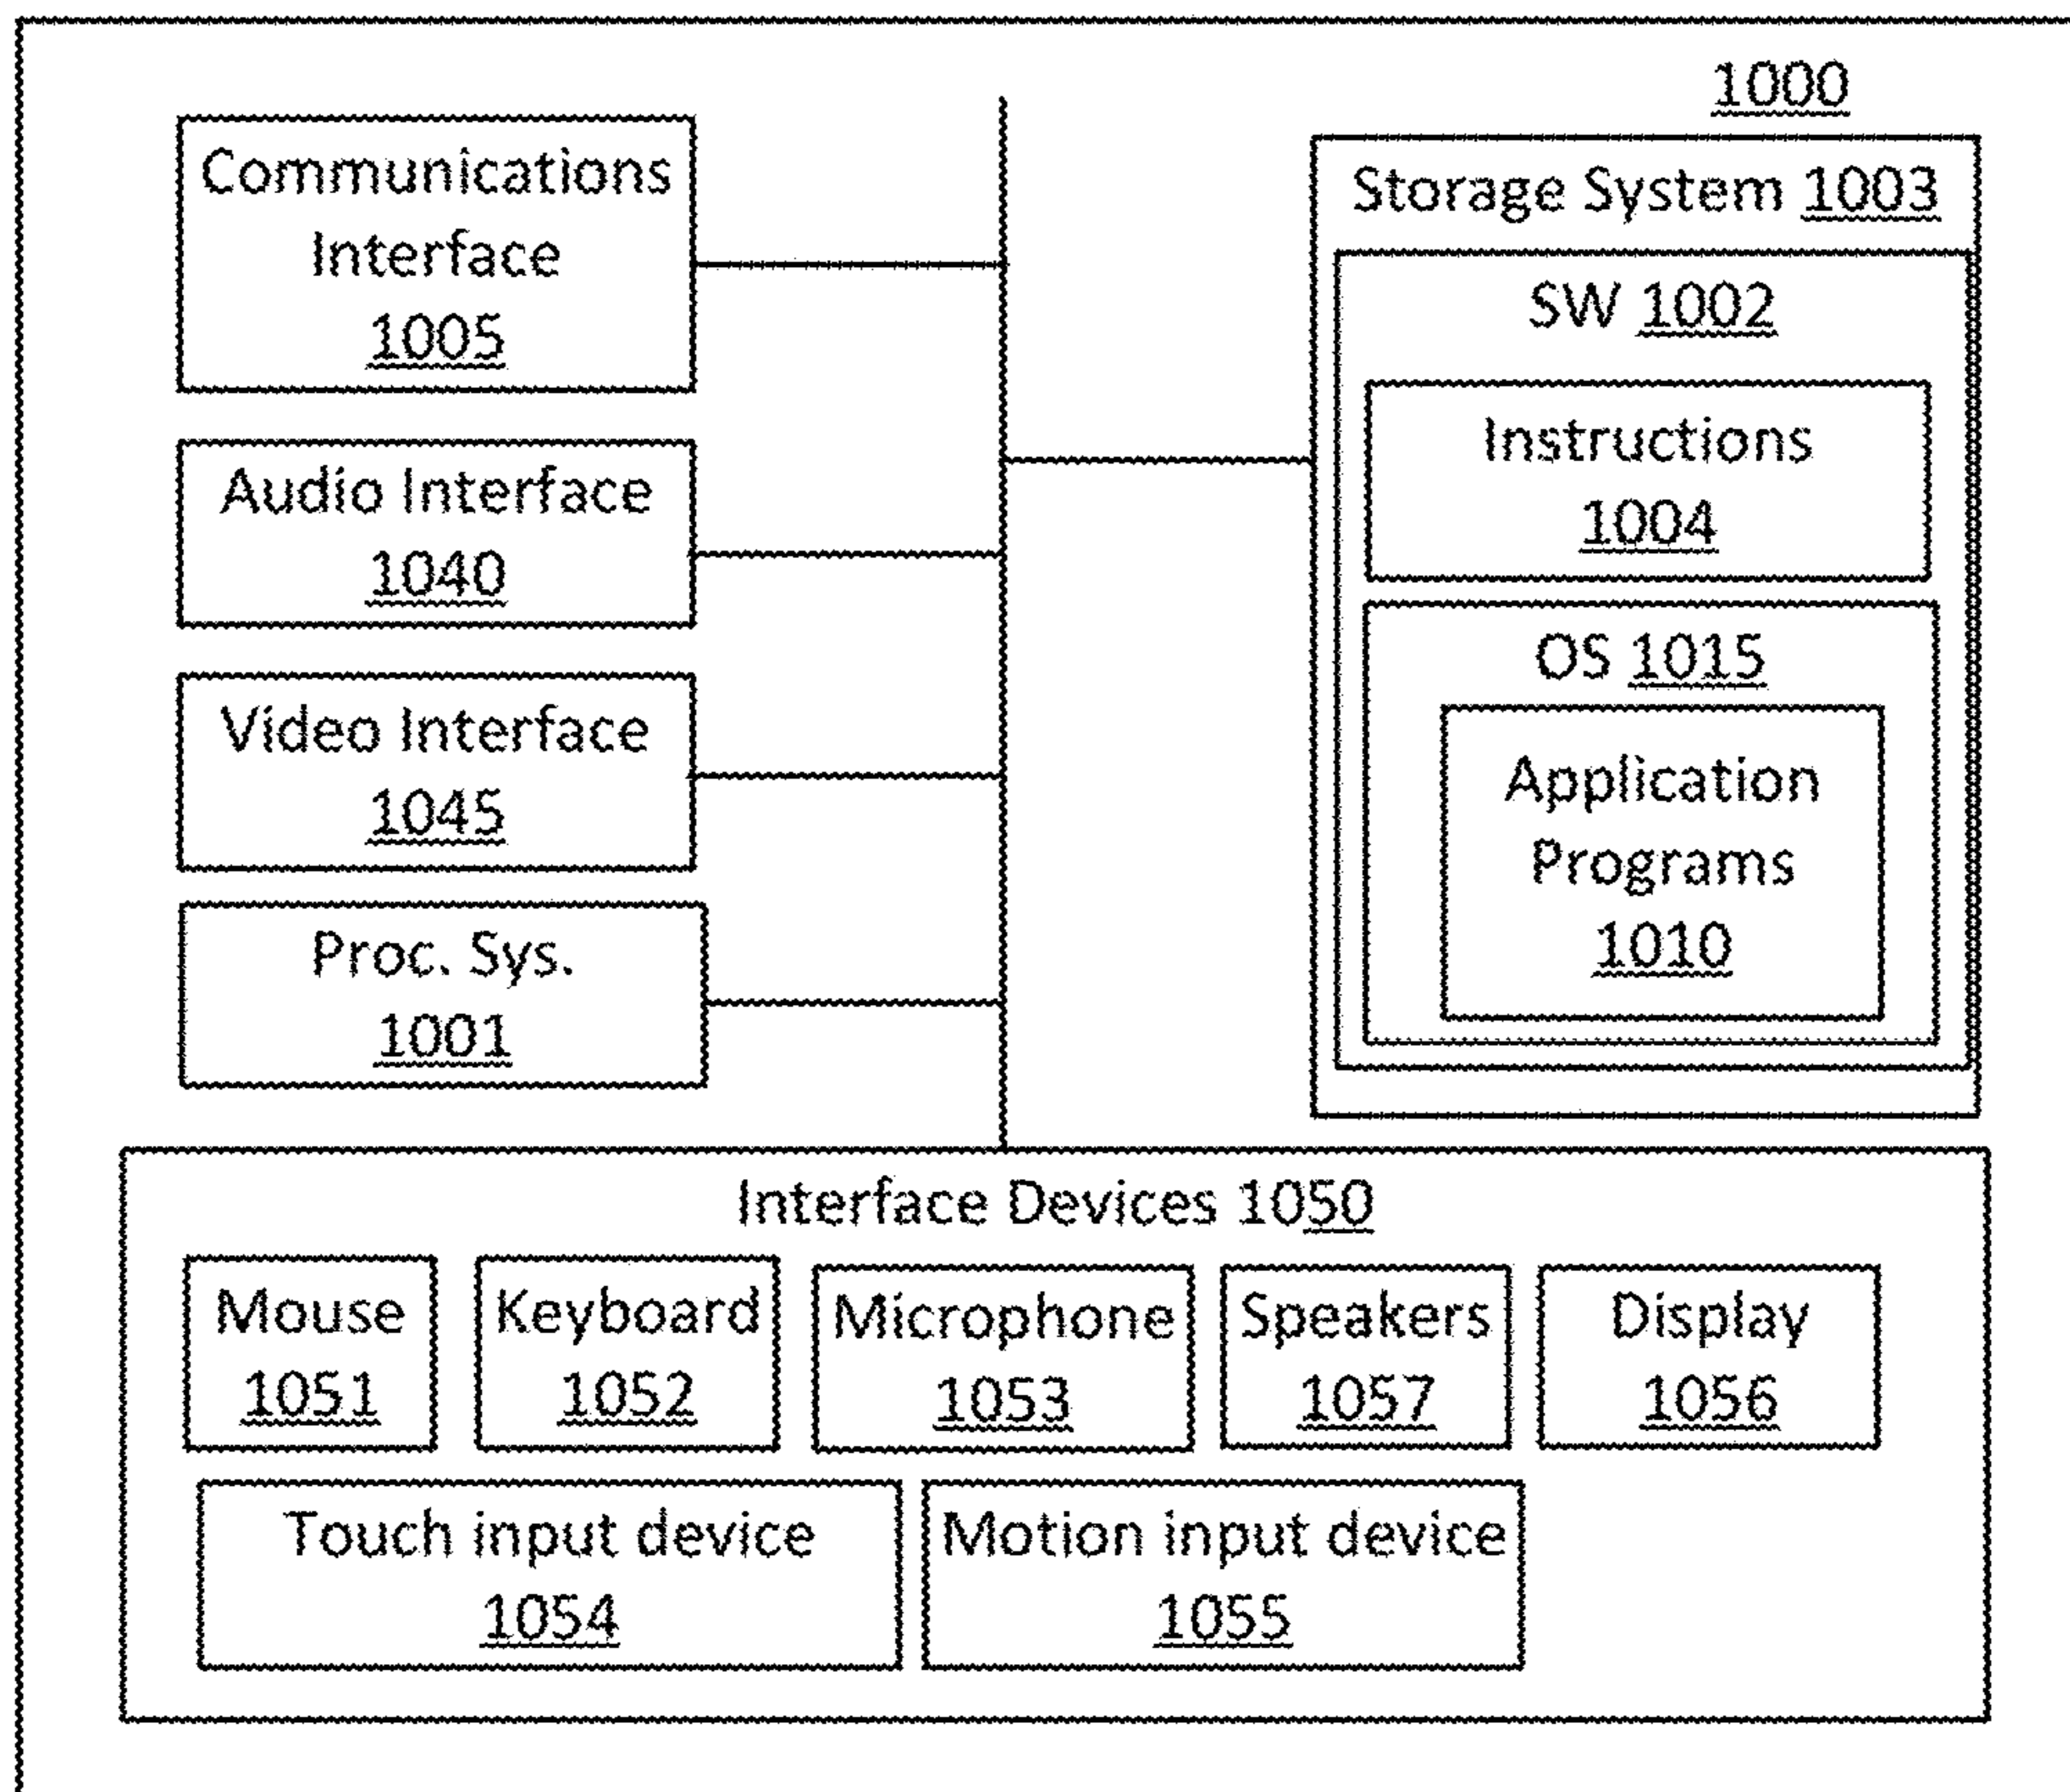 1000
Communications
Interface
1005
Storage System 1003
SW 1002
Instructions
1004
Audio Interface
1040
OS 1015
Video Interface
1045
Application
Programs
1010
Proc. Sys.
1001
Interface Devices 1050
Mouse
1051
Keyboard
1052
Microphone
1053
Speakers
1057
Display
1056
Touch input device
1054
Motion input device
1055